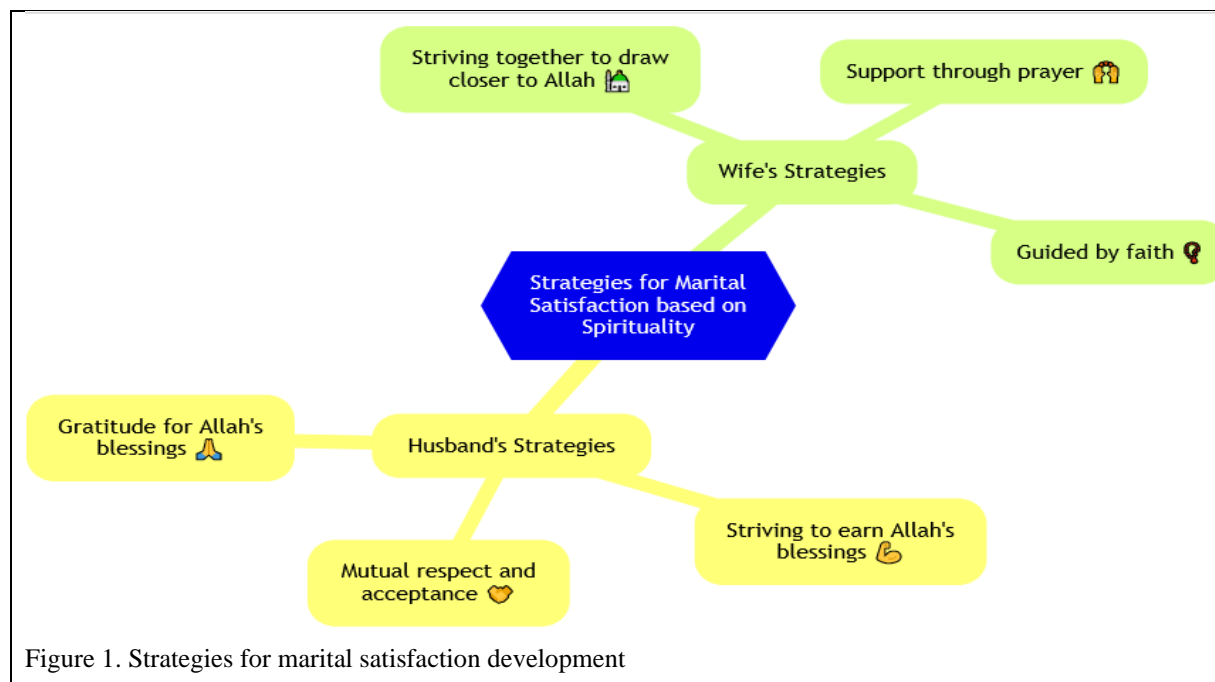 Striving together to draw
closer to Allah
Support through prayer
Wife's Strategies
Guided by faith
Strategies for Marital
Satisfaction based on
Spirituality
Gratitude for Allah's
blessings
Husband's Strategies
Striving to earn Allah's
blessings
Mutual respect and
acceptance
Figure 1. Strategies for marital satisfaction development